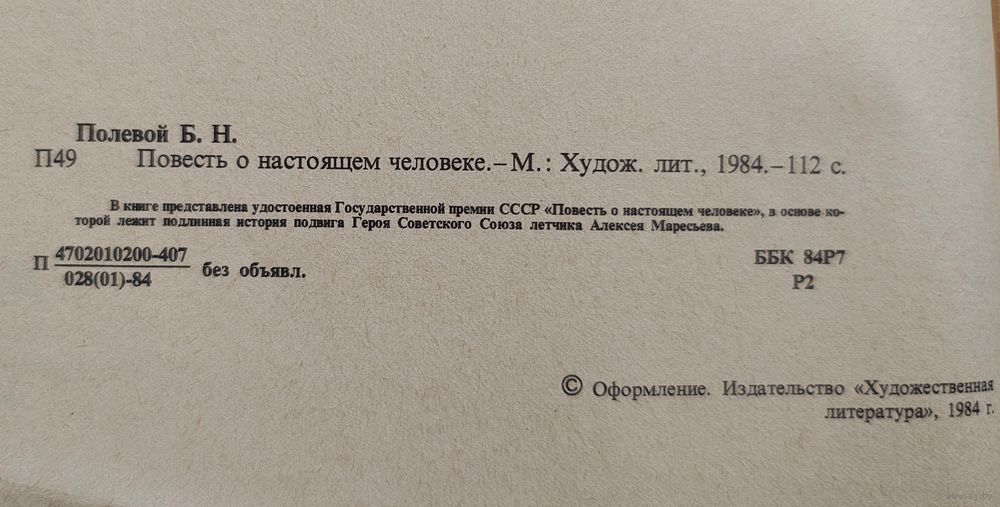 Полевой Б. Н.
П49 Повесть о настоящем человеке.–М.: Худож. лит., 1984.–112 с.
В книге представлена удостоенная Государственной премии СССР «Повесть о настоящем человеке», в основе ко-
торой лежит подлинная история подвига Героя Советского Союза летчика Алексея Маресьева.
П 4702010200-407 без объявл.
028(01)-84
ББК 84Р7
Р2
© Оформление. Издательство «Художественная
литература», 1984 г.